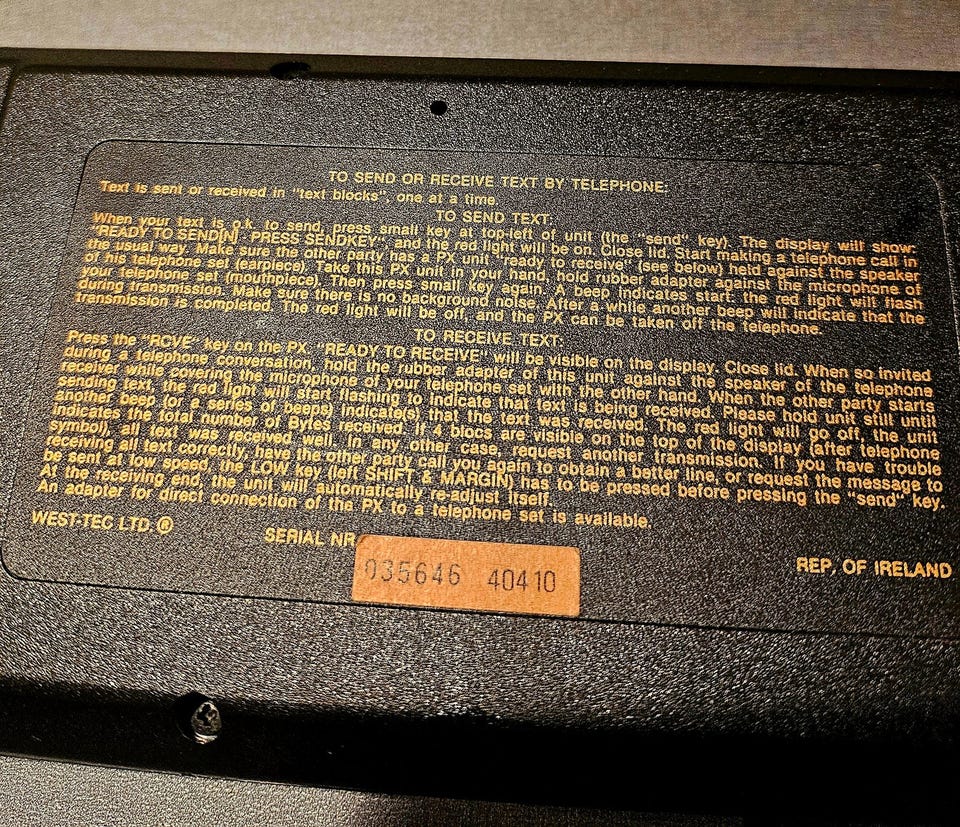 TO SEND OR RECEIVE TEXT BY TELEPHONE:
Text is sent or received in "text blocks", one at a time.
TO SEND TEXT:
When your text is o.k. to send, press small key at top-left of unit (the "send" key). The display will show:
"READY TO SEND[N] PRESS SENDKEY", and the red light will be on. Close lid. Start making a telephone call in
the usual way. Make sure the other party has a PX unit "ready to receive" (see below) held against the speaker
of his telephone set (earpiece). Take this PX unit in your hand, hold rubber adapter against the microphone of
your telephone set (mouthpiece). Then press small key again. A beep indicates start, the red light will flash
during transmission. Make sure there is no background noise. After a while another beep will indicate that the
transmission is completed. The red light will be off, and the PX can be taken off the telephone.
TO RECEIVE TEXT:
Press the "RCVE" key on the PX. "READY TO RECEIVE" will be visible on the display. Close lid. When so invited
during a telephone conversation, hold the rubber adapter of this unit against the speaker of the telephone
receiver while covering the microphone of your telephone set with the other hand. When the other party starts
sending text, the red light will start flashing to indicate that text is being received. Please hold unit still until
another beep (or a series of beeps) indicate(s) that the text was received. The red light will go off, the unit
indicates the total number of Bytes received. If 4 blocs are visible on the top of the display (after telephone
symbol), all text was received well. In any other case, request another transmission. If you have trouble
receiving all text correctly, have the other party call you again to obtain a better line, or request the message to
be sent at low speed, the LOW key (left SHIFT & MARGIN) has to be pressed before pressing the "send" key.
At the receiving end, the unit will automatically re-adjust itself.
An adapter for direct connection of the PX to a telephone set is available.
WEST-TEC LTD. ®
SERIAL NR 035646 40410
REP. OF IRELAND